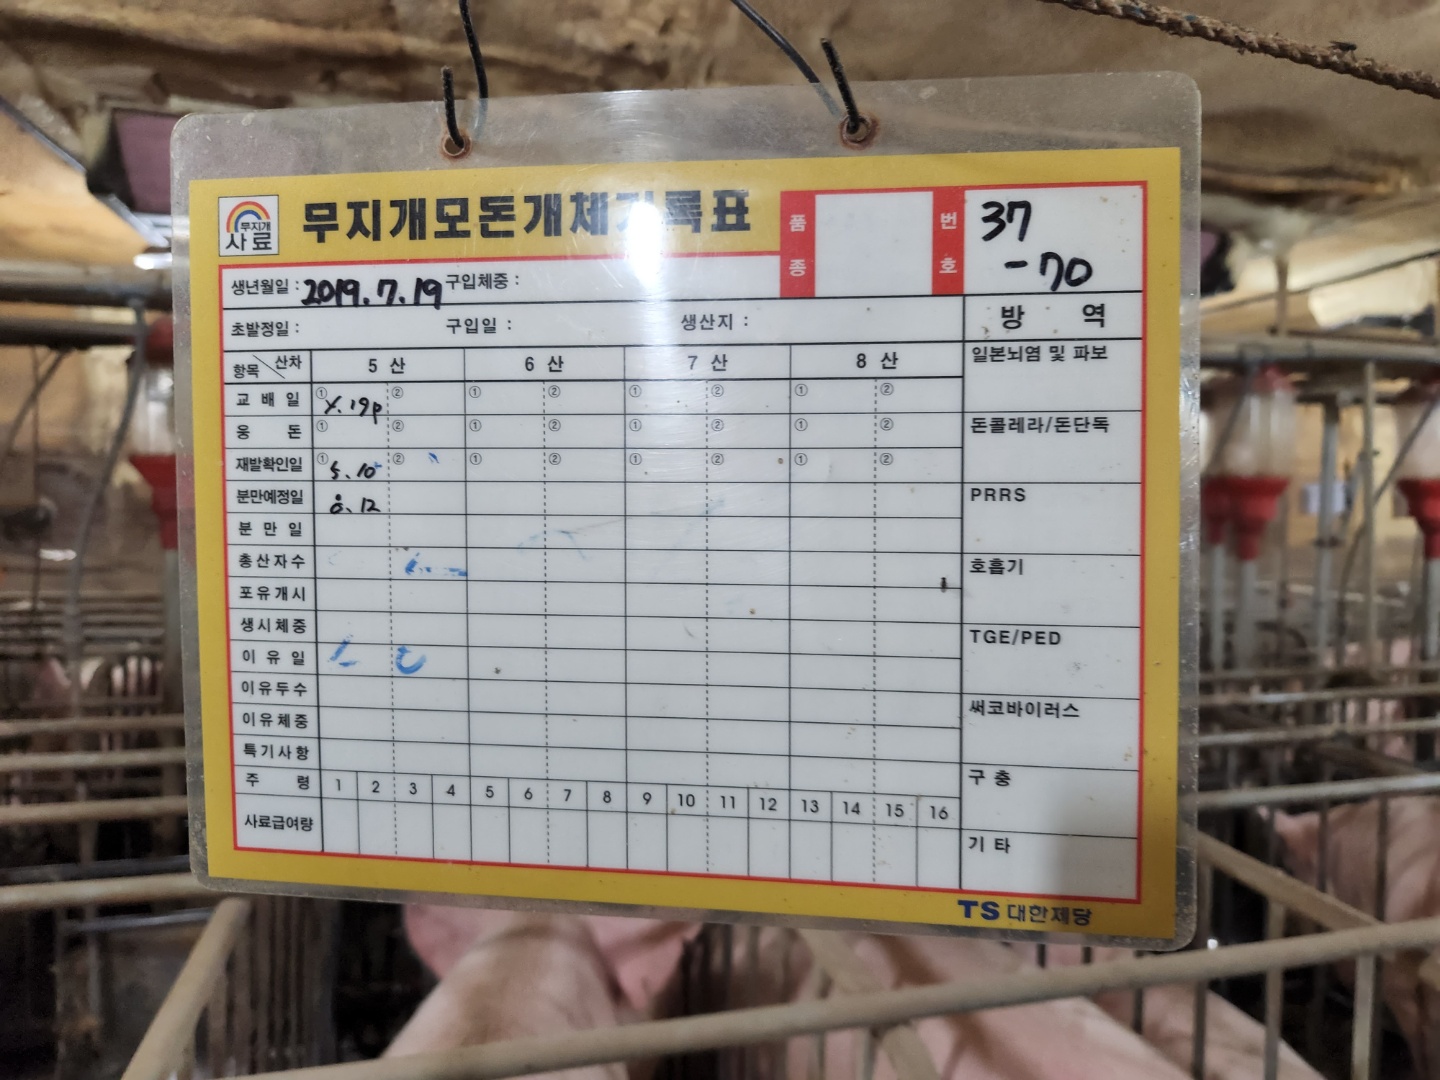 무지개
사료
무지개모돈개체기록표
품종
번호
37
-70
생년월일 : 2019.7.19 구입체중 :
초발정일 : 구입일 : 생산지 :
방 역
항목 산차 5 산 6 산 7 산 8 산
일본뇌염 및 파보
교 배 일 ① ② ① ② ① ② ① ②
웅 돈 ① ② ① ② ① ② ① ②
돈콜레라/돈단독
재발확인일 ① 5.10 ② ① ② ① ② ① ②
분만예정일 8.12
PRRS
분 만 일
총산자수
호흡기
포유개시
생시체중
TGE/PED
이 유 일
이유두수
써코바이러스
이유체중
특기사항
구 충
주 령 1 2 3 4 5 6 7 8 9 10 11 12 13 14 15 16
사료급여량
기 타
TS 대한제당